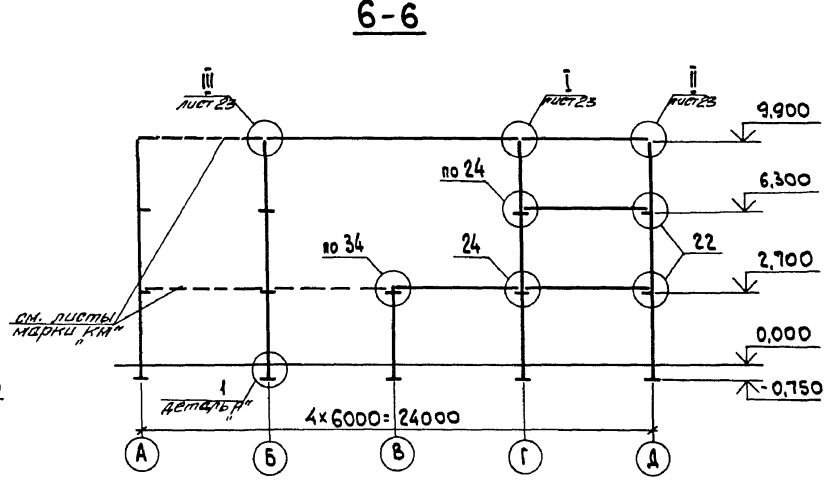 6-6
III
лист 23
I
лист 23
II
лист 23
9,900
по 24
6,300
по 34
24
22
2,700
см. листы
марки „КМ“
0,000
1
деталь „А“
-0,750
4×6000=24000
А
Б
В
Г
Д